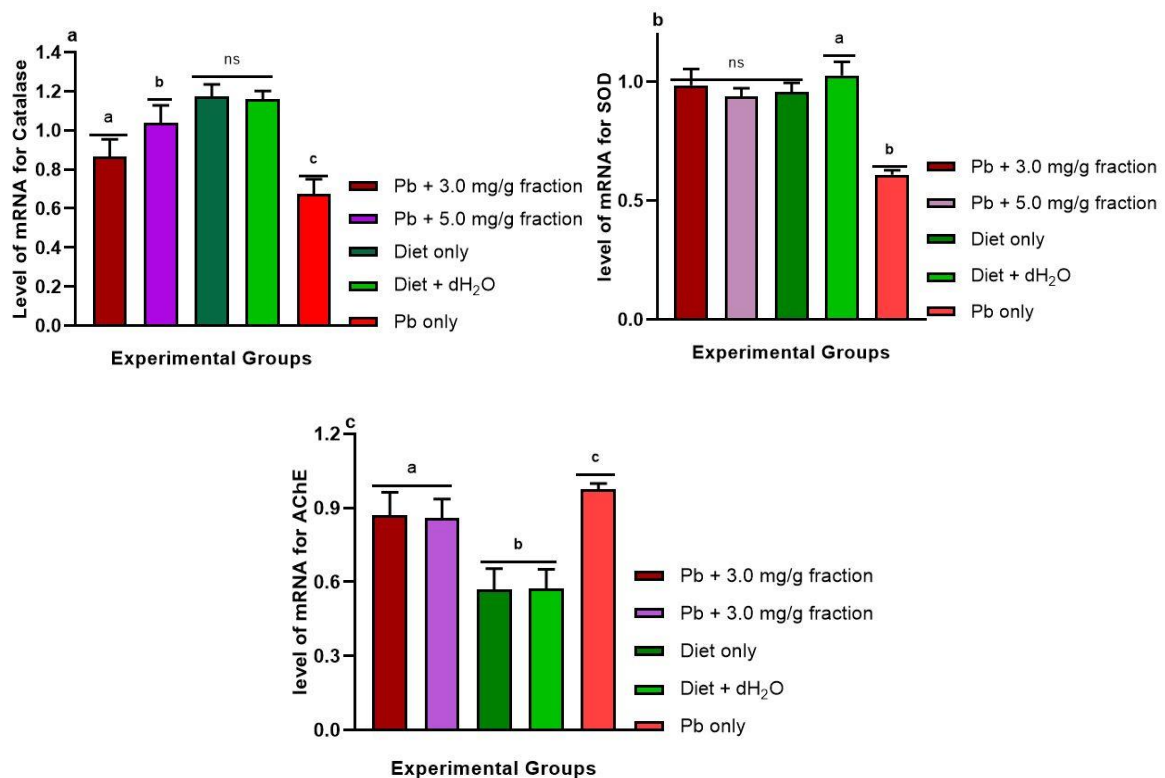 a
Level of mRNA for Catalase
1.4
1.2
1.0
0.8
0.6
0.4
0.2
0.0
a
b
ns
c
Pb + 3.0 mg/g fraction
Pb + 5.0 mg/g fraction
Diet only
Diet + dH₂O
Pb only
Experimental Groups
b
level of mRNA for SOD
1.0
0.5
0.0
ns
a
b
Pb + 3.0 mg/g fraction
Pb + 5.0 mg/g fraction
Diet only
Diet + dH₂O
Pb only
Experimental Groups
c
level of mRNA for AChE
1.2
0.9
0.6
0.3
0.0
a
b
c
Pb + 3.0 mg/g fraction
Pb + 3.0 mg/g fraction
Diet only
Diet + dH₂O
Pb only
Experimental Groups